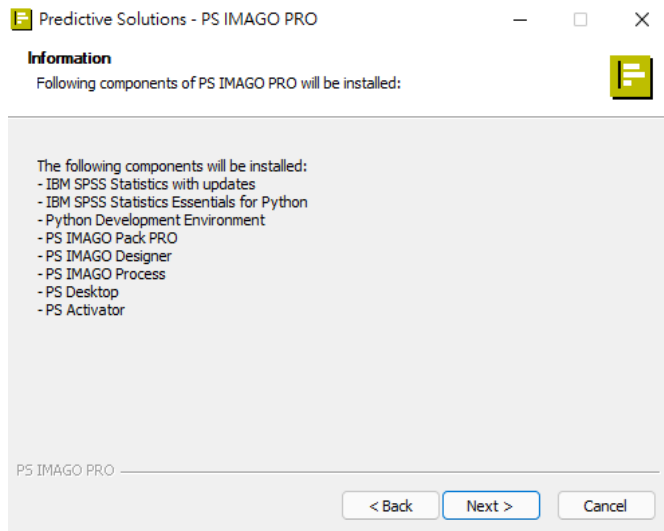 Predictive Solutions - PS IMAGO PRO
Information
Following components of PS IMAGO PRO will be installed:
The following components will be installed:
- IBM SPSS Statistics with updates
- IBM SPSS Statistics Essentials for Python
- Python Development Environment
- PS IMAGO Pack PRO
- PS IMAGO Designer
- PS IMAGO Process
- PS Desktop
- PS Activator
PS IMAGO PRO
< Back
Next >
Cancel